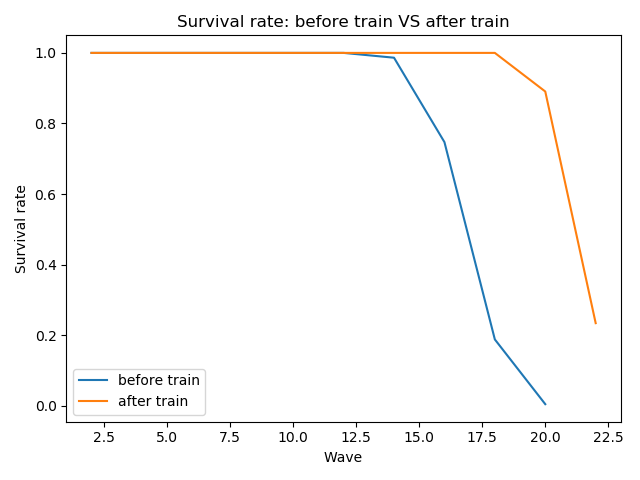 Survival rate: before train VS after train
1.0
0.8
0.6
0.4
0.2
0.0
Survival rate
before train
after train
2.5 5.0 7.5 10.0 12.5 15.0 17.5 20.0 22.5
Wave